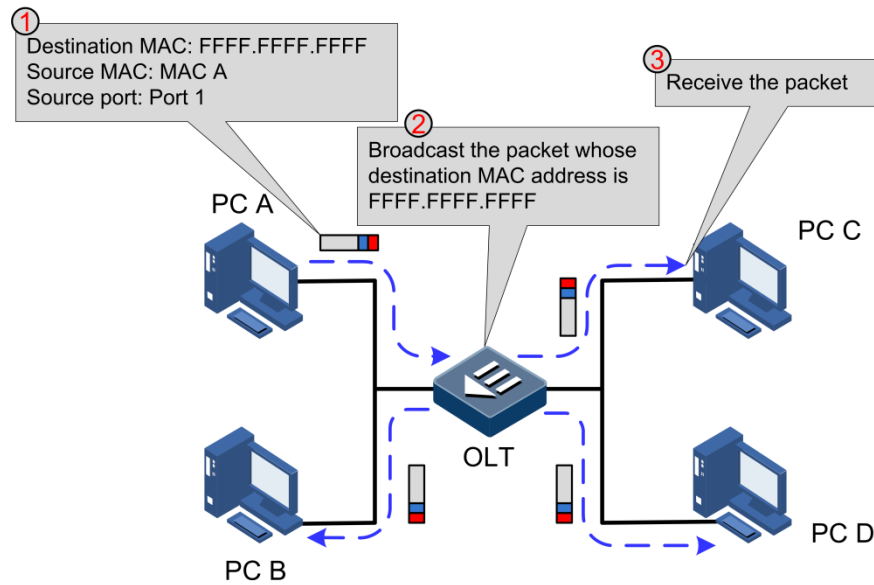 1
Destination MAC: FFFF.FFFF.FFFF
Source MAC: MAC A
Source port: Port 1
2
Broadcast the packet whose
destination MAC address is
FFFF.FFFF.FFFF
3
Receive the packet
PC A
PC C
OLT
PC B
PC D